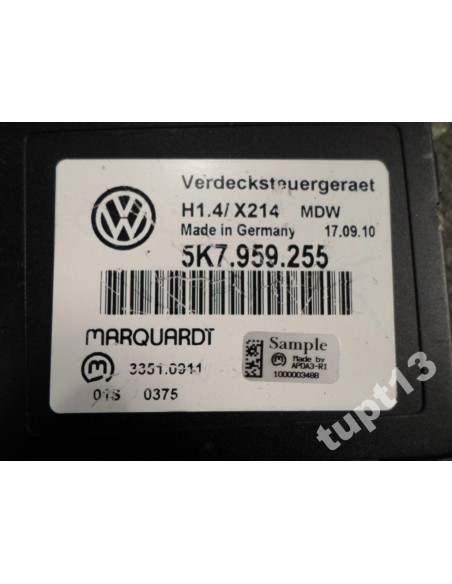 Verdecksteuergeraet
H1.4/ X214 MDW
Made in Germany 17.09.10
5K7.959.255
MARQUARDT
Sample
Made by
APDA3-R1
1000003488
3351.0311
01S 0375
tupt13